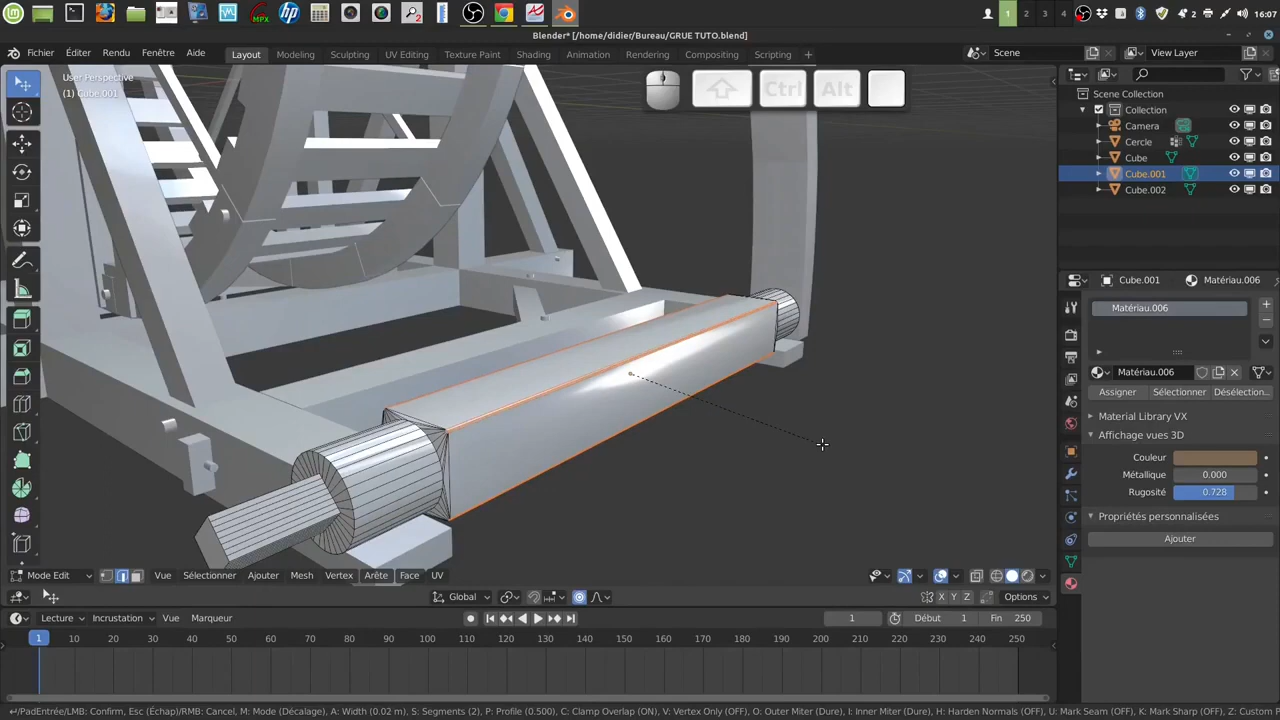 MPX
1 2 3 4
16:07
Blender* [/home/didier/Bureau/GRUE TUTO.blend]
Fichier Éditer Rendu Fenêtre Aide
Layout Modeling Sculpting UV Editing Texture Paint Shading Animation Rendering Compositing Scripting +
Scene View Layer
User Perspective
(1) Cube.001
Ctrl Alt
Scene Collection
Collection
Camera
Cercle
Cube
Cube.001
Cube.002
Cube.001 Matériau.006
Matériau.006
Matériau.006
Assigner Sélectionner Désélection...
Material Library VX
Affichage vues 3D
Couleur
Métallique 0.000
Rugosité 0.728
Propriétés personnalisées
Ajouter
Mode Edit Vue Sélectionner Ajouter Mesh Vertex Arête Face UV
Global X Y Z Options
Lecture Incrustation Vue Marqueur 1 Début 1 Fin 250
1 10 20 30 40 50 60 70 80 90 100 110 120 130 140 150 160 170 180 190 200 210 220 230 240 250
/PadEntrée/LMB: Confirm, Esc (Échap)/RMB: Cancel, M: Mode (Décalage), A: Width (0.02 m), S: Segments (2), P: Profile (0.500), C: Clamp Overlap (ON), V: Vertex Only (OFF), O: Outer Miter (Dure), I: Inner Miter (Dure), H: Harden Normals (OFF), U: Mark Seam (OFF), K: Mark Sharp (OFF), Z: Custom P